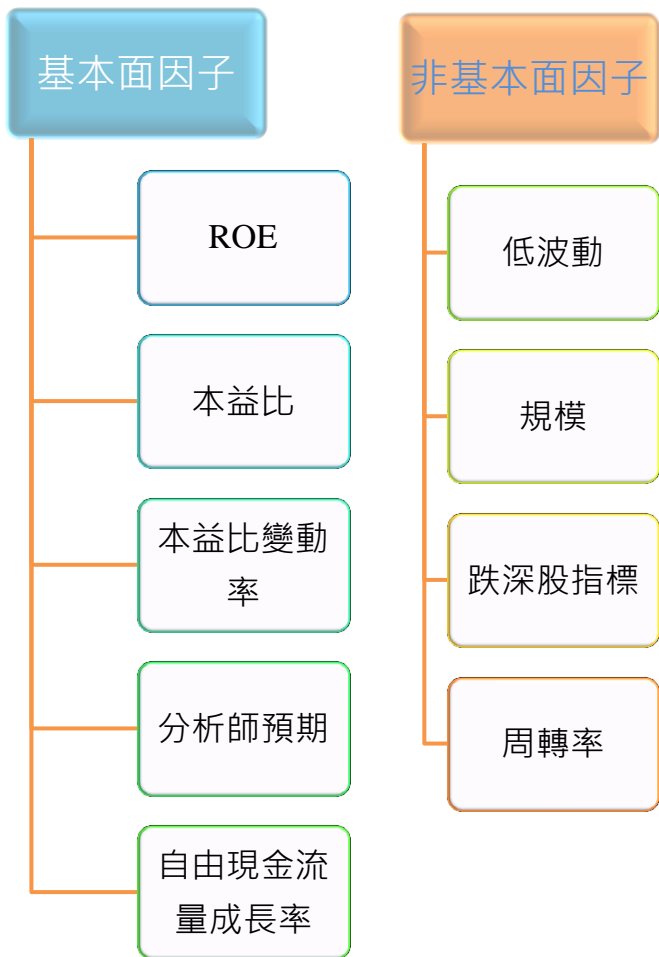 基本面因子
ROE
本益比
本益比變動
率
分析師預期
自由現金流
量成長率
非基本面因子
低波動
規模
跌深股指標
周轉率